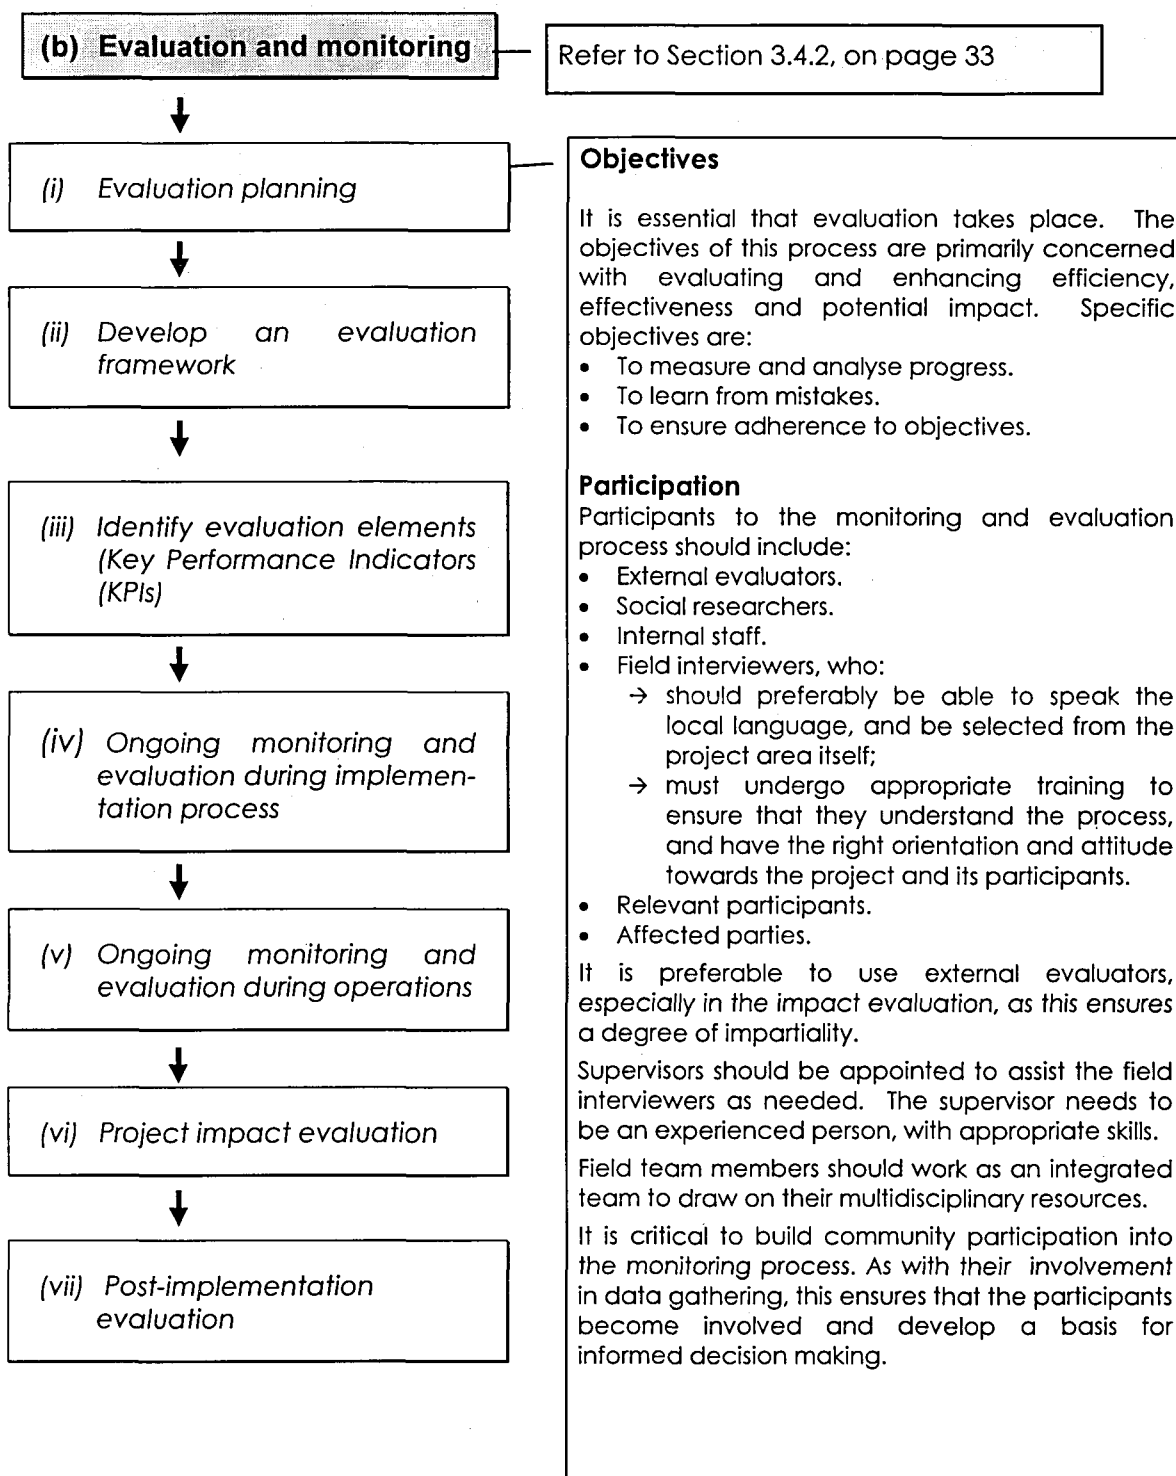 (b) Evaluation and monitoring
Refer to Section 3.4.2, on page 33
(i) Evaluation planning
(ii) Develop an evaluation
framework
(iii) Identify evaluation elements
(Key Performance Indicators
(KPIs)
(iv) Ongoing monitoring and
evaluation during implemen-
tation process
(v) Ongoing monitoring and
evaluation during operations
(vi) Project impact evaluation
(vii) Post-implementation
evaluation
Objectives
It is essential that evaluation takes place. The
objectives of this process are primarily concerned
with evaluating and enhancing efficiency,
effectiveness and potential impact. Specific
objectives are:
• To measure and analyse progress.
• To learn from mistakes.
• To ensure adherence to objectives.
Participation
Participants to the monitoring and evaluation
process should include:
• External evaluators.
• Social researchers.
• Internal staff.
• Field interviewers, who:
→ should preferably be able to speak the
local language, and be selected from the
project area itself;
→ must undergo appropriate training to
ensure that they understand the process,
and have the right orientation and attitude
towards the project and its participants.
• Relevant participants.
• Affected parties.
It is preferable to use external evaluators,
especially in the impact evaluation, as this ensures
a degree of impartiality.
Supervisors should be appointed to assist the field
interviewers as needed. The supervisor needs to
be an experienced person, with appropriate skills.
Field team members should work as an integrated
team to draw on their multidisciplinary resources.
It is critical to build community participation into
the monitoring process. As with their involvement
in data gathering, this ensures that the participants
become involved and develop a basis for
informed decision making.